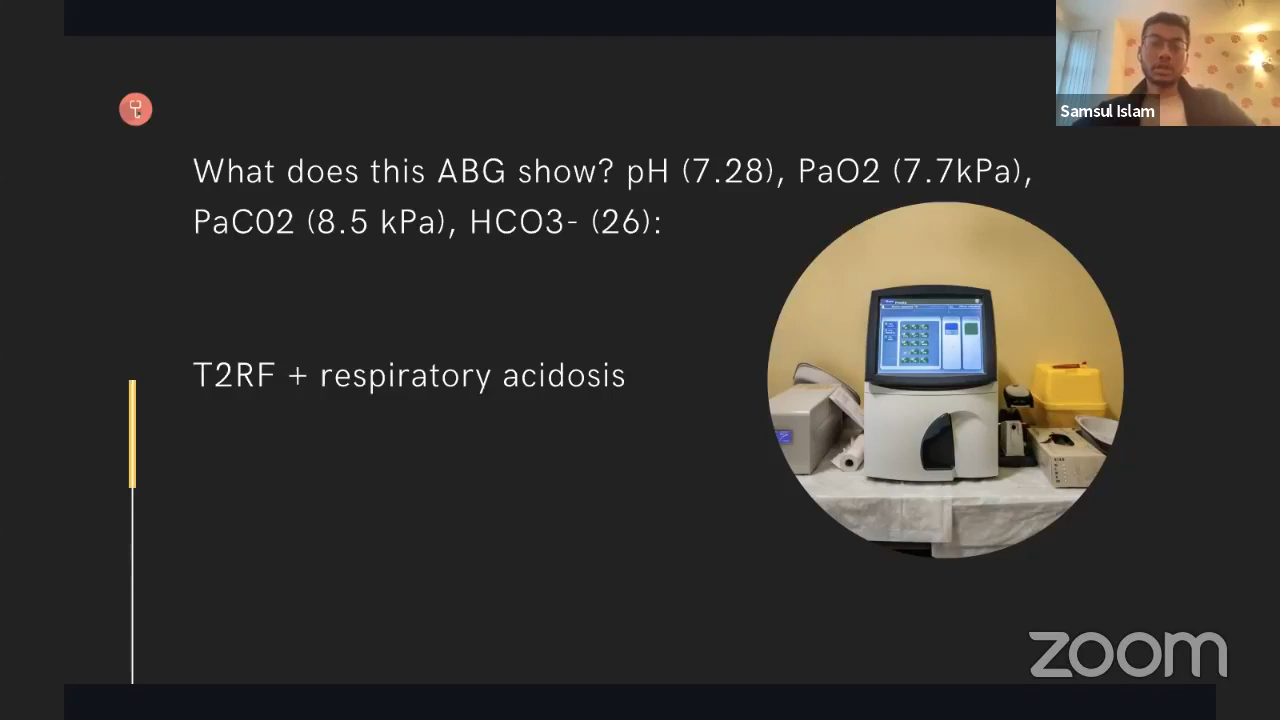 Samsul Islam
What does this ABG show? pH (7.28), PaO2 (7.7kPa),
PaC02 (8.5 kPa), HCO3- (26):
T2RF + respiratory acidosis
zoom